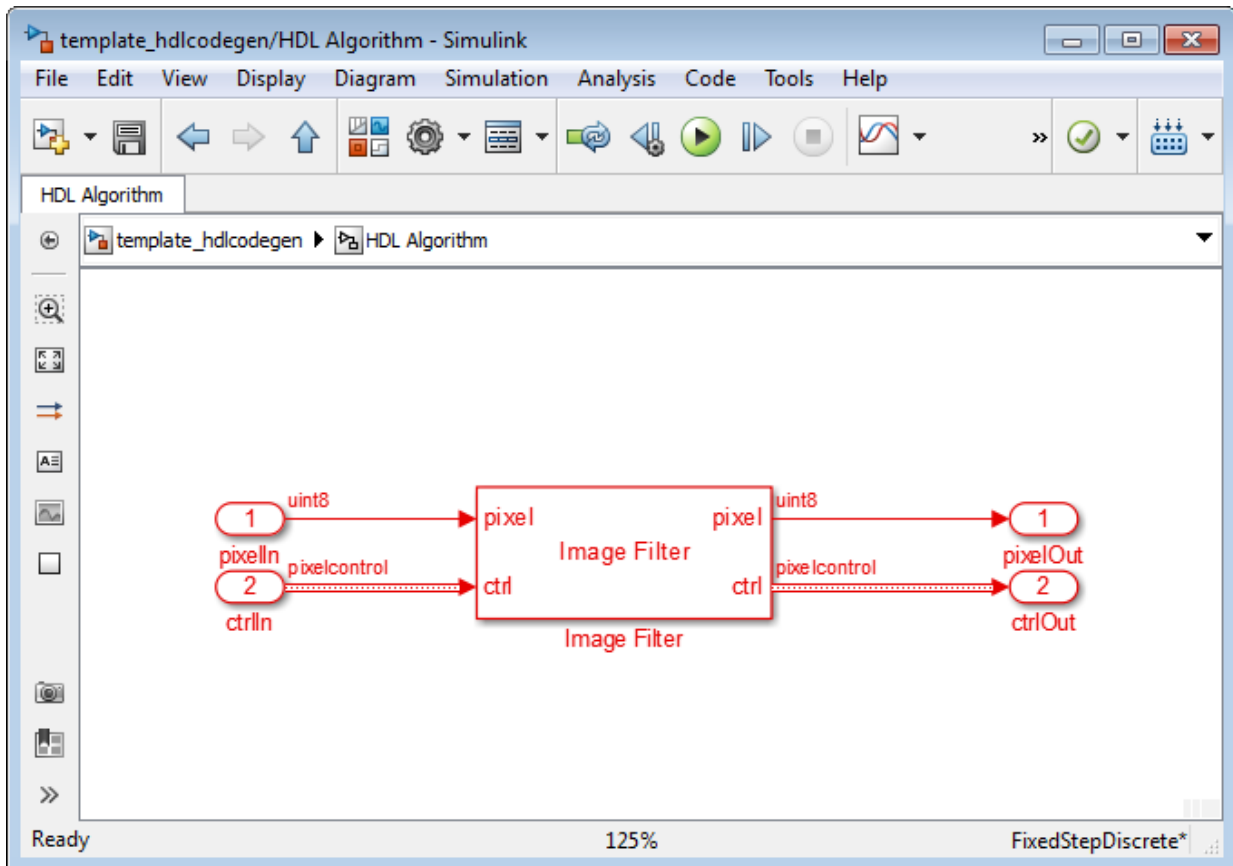 template_hdlcodegen/HDL Algorithm - Simulink
File Edit View Display Diagram Simulation Analysis Code Tools Help
»
HDL Algorithm
template_hdlcodegen HDL Algorithm
uint8 uint8
1 pixel pixel 1
pixelIn Image Filter pixelOut
pixelcontrol pixelcontrol
2 ctrl ctrl 2
ctrlIn Image Filter ctrlOut
»
Ready 125% FixedStepDiscrete*